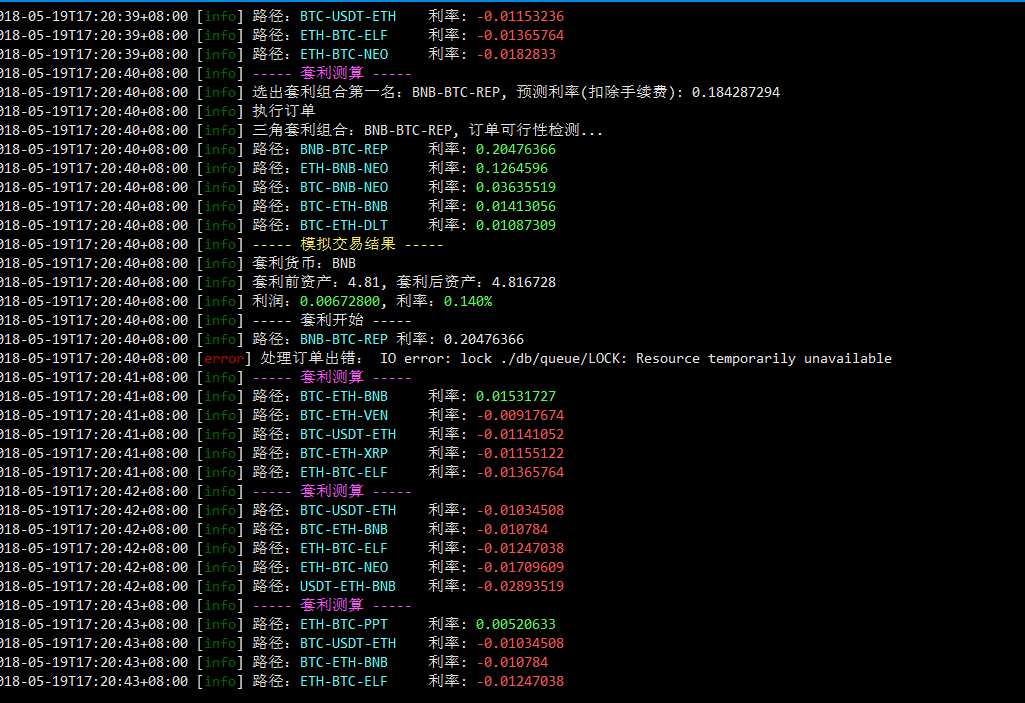 018-05-19T17:20:39+08:00 [info] 路径: BTC-USDT-ETH 利率: -0.01153236
018-05-19T17:20:39+08:00 [info] 路径: ETH-BTC-ELF 利率: -0.01365764
018-05-19T17:20:39+08:00 [info] 路径: ETH-BTC-NEO 利率: -0.0182833
018-05-19T17:20:40+08:00 [info] ----- 套利测算 -----
018-05-19T17:20:40+08:00 [info] 选出套利组合第一名: BNB-BTC-REP, 预测利率(扣除手续费): 0.184287294
018-05-19T17:20:40+08:00 [info] 执行订单
018-05-19T17:20:40+08:00 [info] 三角套利组合: BNB-BTC-REP, 订单可行性检测...
018-05-19T17:20:40+08:00 [info] 路径: BNB-BTC-REP 利率: 0.20476366
018-05-19T17:20:40+08:00 [info] 路径: ETH-BNB-NEO 利率: 0.1264596
018-05-19T17:20:40+08:00 [info] 路径: BTC-BNB-NEO 利率: 0.03635519
018-05-19T17:20:40+08:00 [info] 路径: BTC-ETH-BNB 利率: 0.01413056
018-05-19T17:20:40+08:00 [info] 路径: BTC-ETH-DLT 利率: 0.01087309
018-05-19T17:20:40+08:00 [info] ----- 模拟交易结果 -----
018-05-19T17:20:40+08:00 [info] 套利货币: BNB
018-05-19T17:20:40+08:00 [info] 套利前资产: 4.81, 套利后资产: 4.816728
018-05-19T17:20:40+08:00 [info] 利润: 0.00672800, 利率: 0.140%
018-05-19T17:20:40+08:00 [info] ----- 套利开始 -----
018-05-19T17:20:40+08:00 [info] 路径: BNB-BTC-REP 利率: 0.20476366
018-05-19T17:20:40+08:00 [error] 处理订单出错: IO error: lock ./db/queue/LOCK: Resource temporarily unavailable
018-05-19T17:20:41+08:00 [info] ----- 套利测算 -----
018-05-19T17:20:41+08:00 [info] 路径: BTC-ETH-BNB 利率: 0.01531727
018-05-19T17:20:41+08:00 [info] 路径: BTC-ETH-VEN 利率: -0.00917674
018-05-19T17:20:41+08:00 [info] 路径: BTC-USDT-ETH 利率: -0.01141052
018-05-19T17:20:41+08:00 [info] 路径: BTC-ETH-XRP 利率: -0.01155122
018-05-19T17:20:41+08:00 [info] 路径: ETH-BTC-ELF 利率: -0.01365764
018-05-19T17:20:42+08:00 [info] ----- 套利测算 -----
018-05-19T17:20:42+08:00 [info] 路径: BTC-USDT-ETH 利率: -0.01034508
018-05-19T17:20:42+08:00 [info] 路径: BTC-ETH-BNB 利率: -0.010784
018-05-19T17:20:42+08:00 [info] 路径: ETH-BTC-ELF 利率: -0.01247038
018-05-19T17:20:42+08:00 [info] 路径: ETH-BTC-NEO 利率: -0.01709609
018-05-19T17:20:42+08:00 [info] 路径: USDT-ETH-BNB 利率: -0.02893519
018-05-19T17:20:43+08:00 [info] ----- 套利测算 -----
018-05-19T17:20:43+08:00 [info] 路径: ETH-BTC-PPT 利率: 0.00520633
018-05-19T17:20:43+08:00 [info] 路径: BTC-USDT-ETH 利率: -0.01034508
018-05-19T17:20:43+08:00 [info] 路径: BTC-ETH-BNB 利率: -0.010784
018-05-19T17:20:43+08:00 [info] 路径: ETH-BTC-ELF 利率: -0.01247038